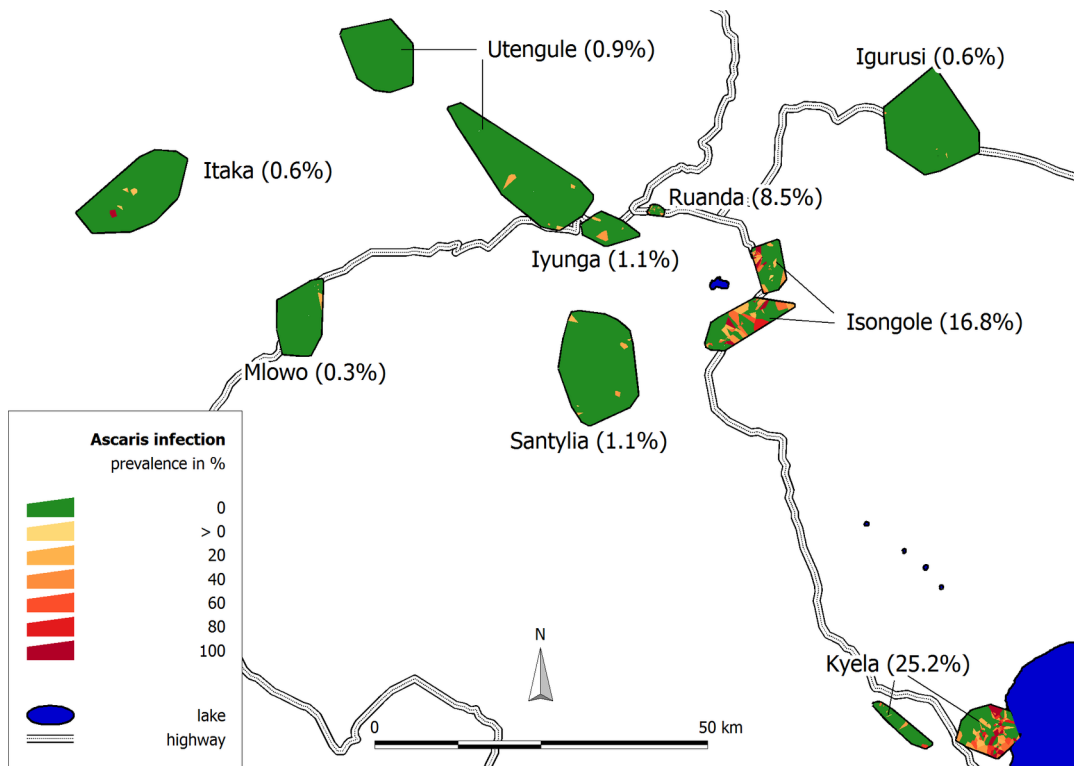 Utengule (0.9%)
Igurusi (0.6%)
Itaka (0.6%)
Ruanda (8.5%)
Iyunga (1.1%)
Isongole (16.8%)
Mlowo (0.3%)
Santylia (1.1%)
Kyela (25.2%)
Ascaris infection
prevalence in %
0
> 0
20
40
60
80
100
lake
highway
N
0
50 km